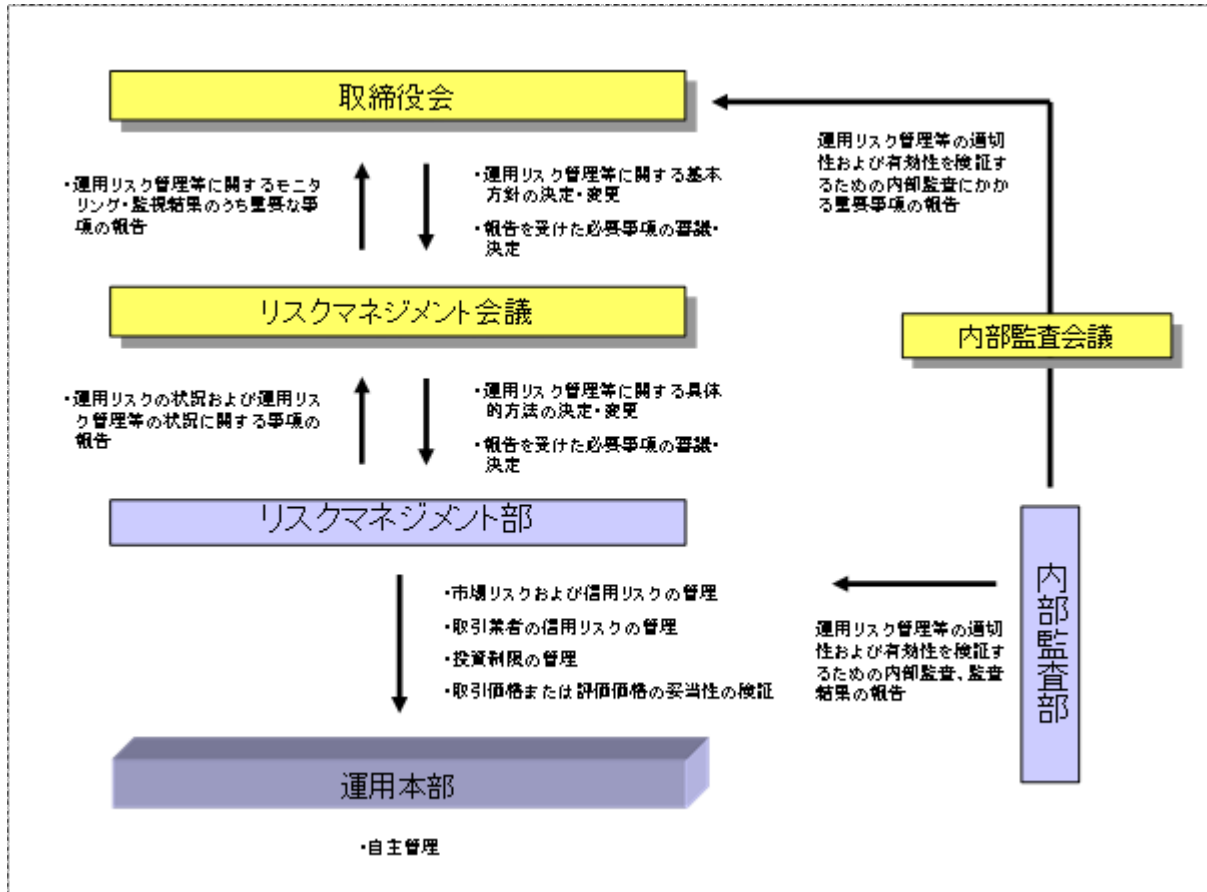 取締役会
・運用リスク管理等に関するモニタ
リング・監視結果のうち重要な事
項の報告
・運用リスク管理等に関する基本
方針の決定・変更
・報告を受けた必要事項の審議・
決定
運用リスク管理等の適切
性および有効性を検証す
るための内部監査にかか
る重要事項の報告
リスクマネジメント会議
内部監査会議
・運用リスクの状況および運用リス
ク管理等の状況に関する事項の
報告
・運用リスク管理等に関する具体
的方法の決定・変更
・報告を受けた必要事項の審議・
決定
リスクマネジメント部
内部監査部
・市場リスクおよび信用リスクの管理
・取引業者の信用リスクの管理
・投資制限の管理
・取引価格または評価価格の妥当性の検証
運用リスク管理等の適切
性および有効性を検証す
るための内部監査、監査
結果の報告
運用本部
・自主管理